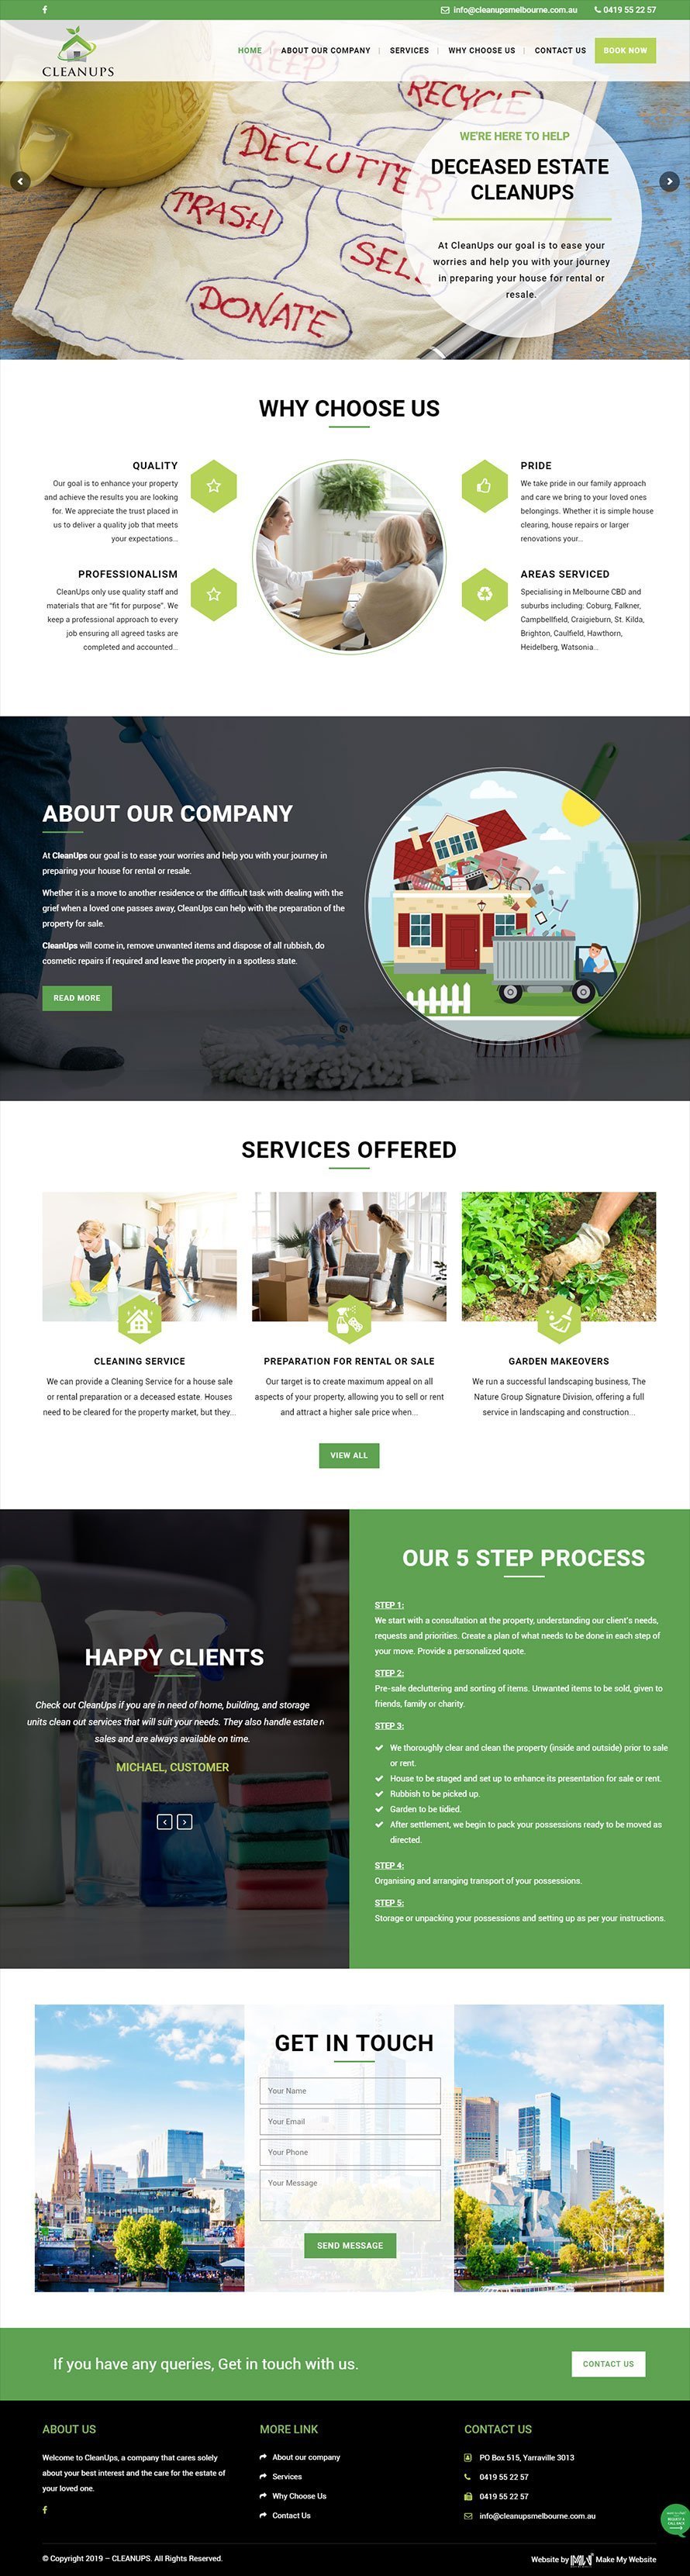 info@cleanupsmelbourne.com.au 0419 55 22 57
CLEANUPS
HOME ABOUT OUR COMPANY SERVICES WHY CHOOSE US CONTACT US BOOK NOW
KEEP
RECYCLE
DECLUTTER
TRASH
SELL
DONATE
WE'RE HERE TO HELP
DECEASED ESTATE
CLEANUPS
At CleanUps our goal is to ease your
worries and help you with your journey
in preparing your house for rental or
resale.
WHY CHOOSE US
QUALITY
Our goal is to enhance your property
and achieve the results you are looking
for. We appreciate the trust placed in
us to deliver a quality job that meets
your expectations...
PROFESSIONALISM
CleanUps only use quality staff and
materials that are "fit for purpose". We
keep a professional approach to every
job ensuring all agreed tasks are
completed and accounted...
PRIDE
We take pride in our family approach
and care we bring to your loved ones
belongings. Whether it is simple house
clearing, house repairs or larger
renovations your...
AREAS SERVICED
Specialising in Melbourne CBD and
suburbs including: Coburg, Falkner,
Campbellfield, Craigieburn, St. Kilda,
Brighton, Caulfield, Hawthorn,
Heidelberg, Watsonia...
ABOUT OUR COMPANY
At CleanUps our goal is to ease your worries and help you with your journey in
preparing your house for rental or resale.
Whether it is a move to another residence or the difficult task with dealing with the
grief when a loved one passes away, CleanUps can help with the preparation of the
property for sale.
CleanUps will come in, remove unwanted items and dispose of all rubbish, do
cosmetic repairs if required and leave the property in a spotless state.
READ MORE
SERVICES OFFERED
CLEANING SERVICE
We can provide a Cleaning Service for a house sale
or rental preparation or a deceased estate. Houses
need to be cleared for the property market, but they...
PREPARATION FOR RENTAL OR SALE
Our target is to create maximum appeal on all
aspects of your property, allowing you to sell or rent
and attract a higher sale price when...
GARDEN MAKEOVERS
We run a successful landscaping business, The
Nature Group Signature Division, offering a full
service in landscaping and construction...
VIEW ALL
HAPPY CLIENTS
Check out CleanUps if you are in need of home, building, and storage
units clean out services that will suit your needs. They also handle estate
sales and are always available on time.
MICHAEL, CUSTOMER
OUR 5 STEP PROCESS
STEP 1:
We start with a consultation at the property, understanding our client's needs,
requests and priorities. Create a plan of what needs to be done in each step of
your move. Provide a personalized quote.
STEP 2:
Pre-sale decluttering and sorting of items. Unwanted items to be sold, given to
friends, family or charity.
STEP 3:
We thoroughly clear and clean the property (inside and outside) prior to sale
or rent.
House to be staged and set up to enhance its presentation for sale or rent.
Rubbish to be picked up.
Garden to be tidied.
After settlement, we begin to pack your possessions ready to be moved as
directed.
STEP 4:
Organising and arranging transport of your possessions.
STEP 5:
Storage or unpacking your possessions and setting up as per your instructions.
GET IN TOUCH
Your Name
Your Email
Your Phone
Your Message
SEND MESSAGE
If you have any queries, Get in touch with us.
CONTACT US
ABOUT US
Welcome to CleanUps, a company that cares solely
about your best interest and the care for the estate of
your loved one.
MORE LINK
About our company
Services
Why Choose Us
Contact Us
CONTACT US
PO Box 515, Yarraville 3013
0419 55 22 57
0419 55 22 57
info@cleanupsmelbourne.com.au
© Copyright 2019 – CLEANUPS. All Rights Reserved.
Website by Make My Website